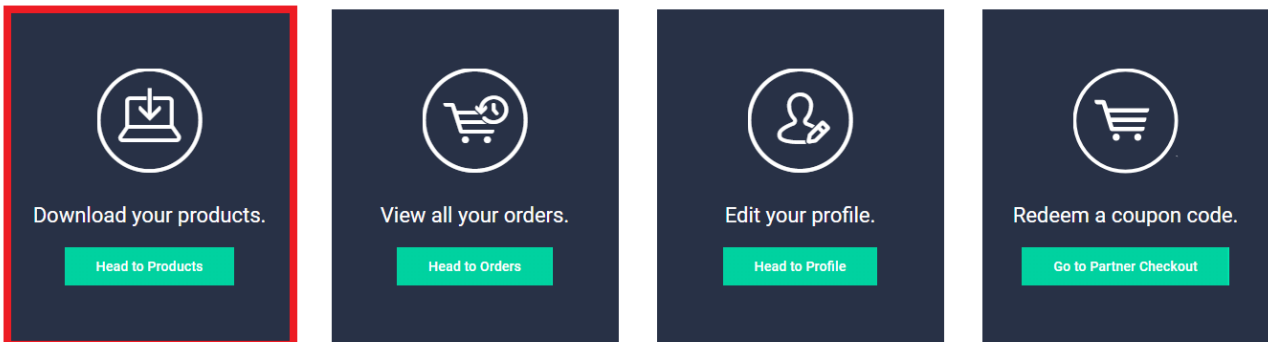 Download your products.
Head to Products
View all your orders.
Head to Orders
Edit your profile.
Head to Profile
Redeem a coupon code.
Go to Partner Checkout